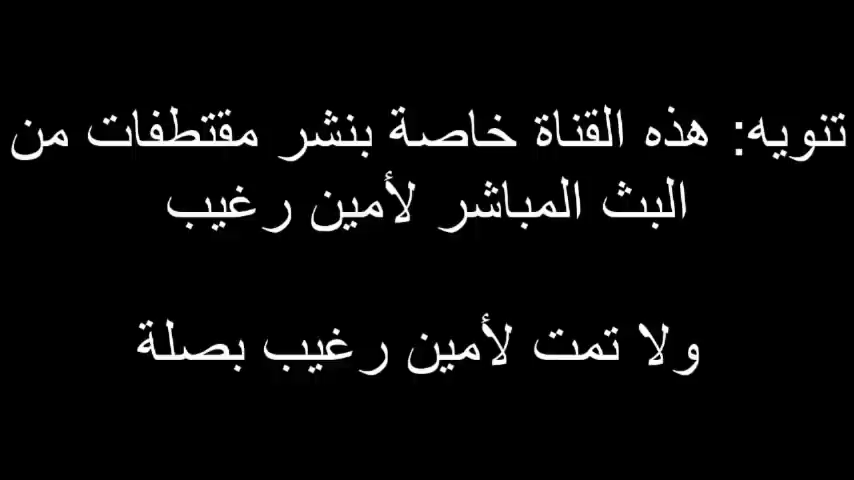 تنويه: هذه القناة خاصة بنشر مقتطفات من
البث المباشر لأمين رغيب
ولا تمت لأمين رغيب بصلة